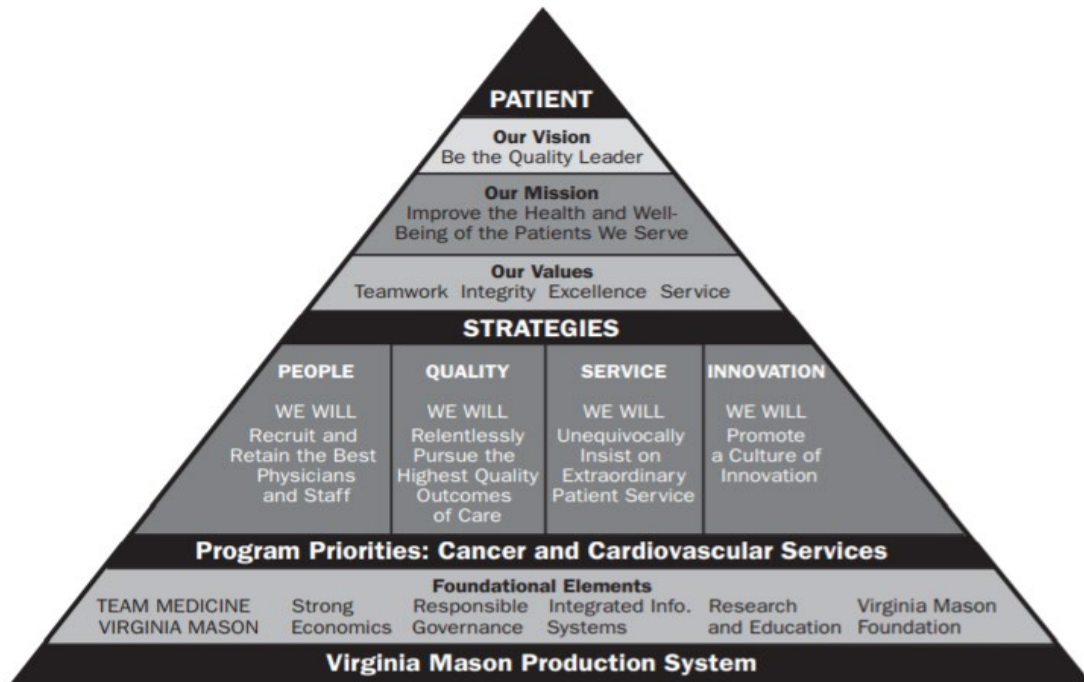 PATIENT
Our Vision
Be the Quality Leader
Our Mission
Improve the Health and Well-
Being of the Patients We Serve
Our Values
Teamwork Integrity Excellence Service
STRATEGIES
PEOPLE
WE WILL
Recruit and
Retain the Best
Physicians
and Staff
QUALITY
WE WILL
Relentlessly
Pursue the
Highest Quality
Outcomes
of Care
SERVICE
WE WILL
Unequivocally
Insist on
Extraordinary
Patient Service
INNOVATION
WE WILL
Promote
a Culture of
Innovation
Program Priorities: Cancer and Cardiovascular Services
Foundational Elements
TEAM MEDICINE
VIRGINIA MASON
Strong
Economics
Responsible
Governance
Integrated Info.
Systems
Research
and Education
Virginia Mason
Foundation
Virginia Mason Production System